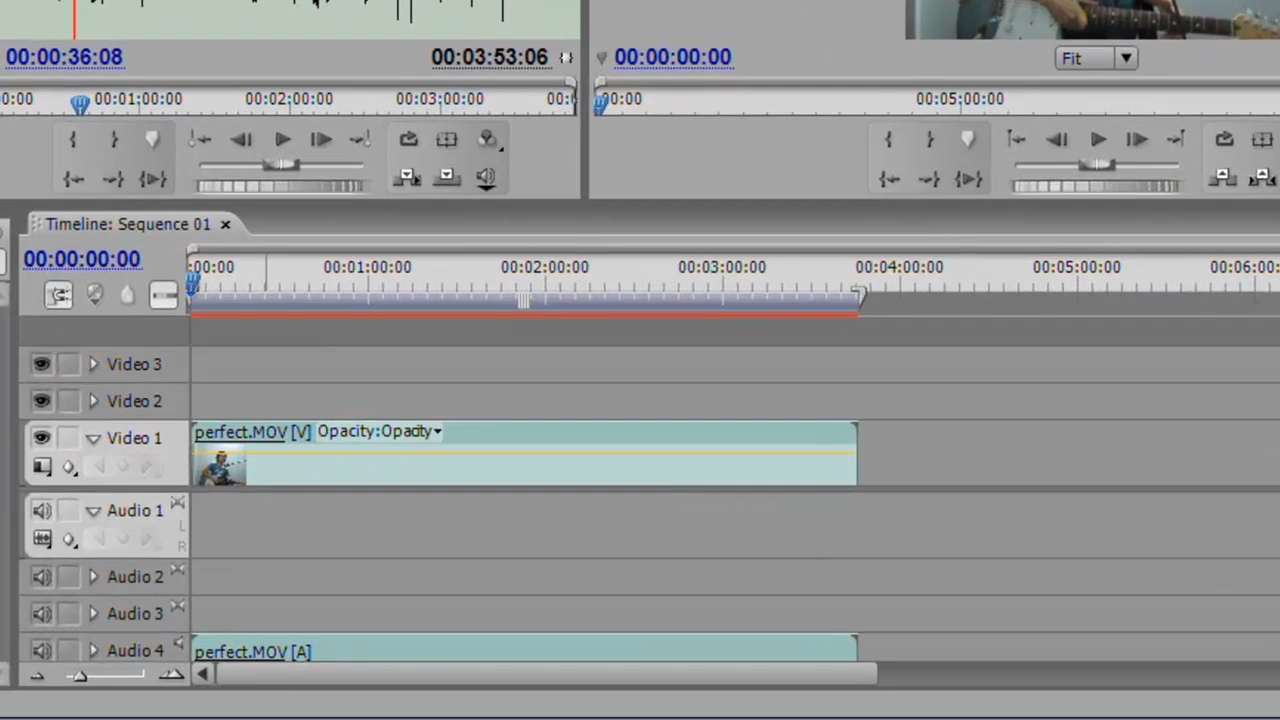 00:00:36:08 00:03:53:06 00:00:00:00 Fit
00:00 00:01:00:00 00:02:00:00 00:03:00:00 00:0 00:00 00:05:00:00
Timeline: Sequence 01
00:00:00:00
:00:00 00:01:00:00 00:02:00:00 00:03:00:00 00:04:00:00 00:05:00:00 00:06:00
Video 3
Video 2
Video 1 perfect.MOV [V] Opacity:Opacity
Audio 1
L
R
Audio 2
Audio 3
Audio 4 perfect.MOV [A]